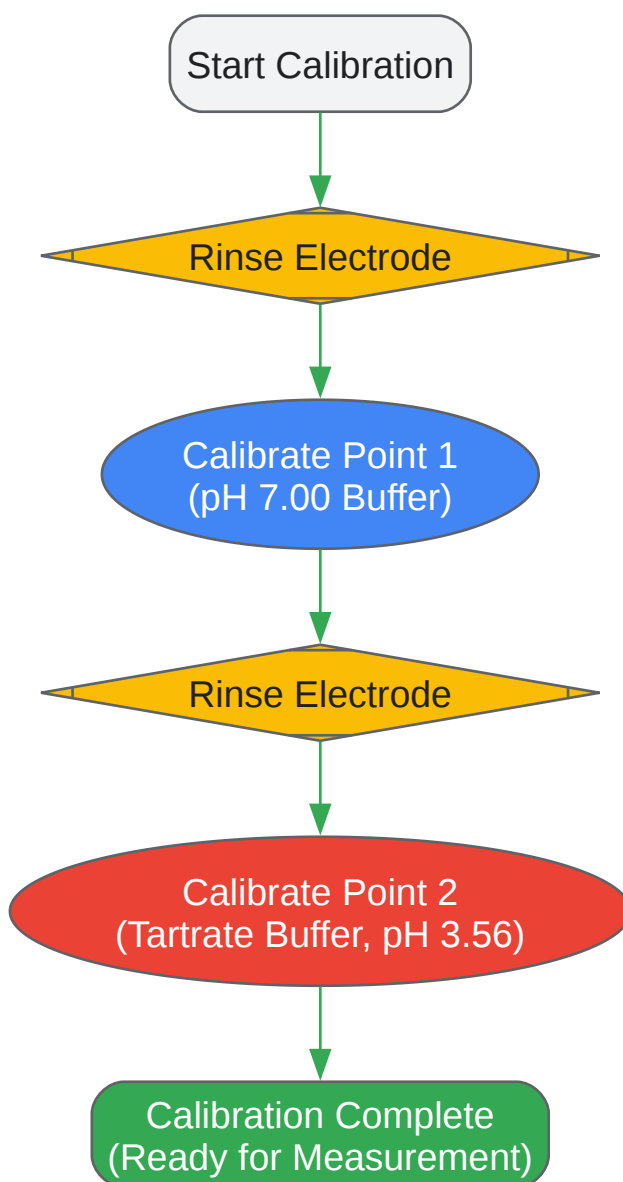 Start Calibration
Rinse Electrode
Calibrate Point 1
(pH 7.00 Buffer)
Rinse Electrode
Calibrate Point 2
(Tartrate Buffer, pH 3.56)
Calibration Complete
(Ready for Measurement)